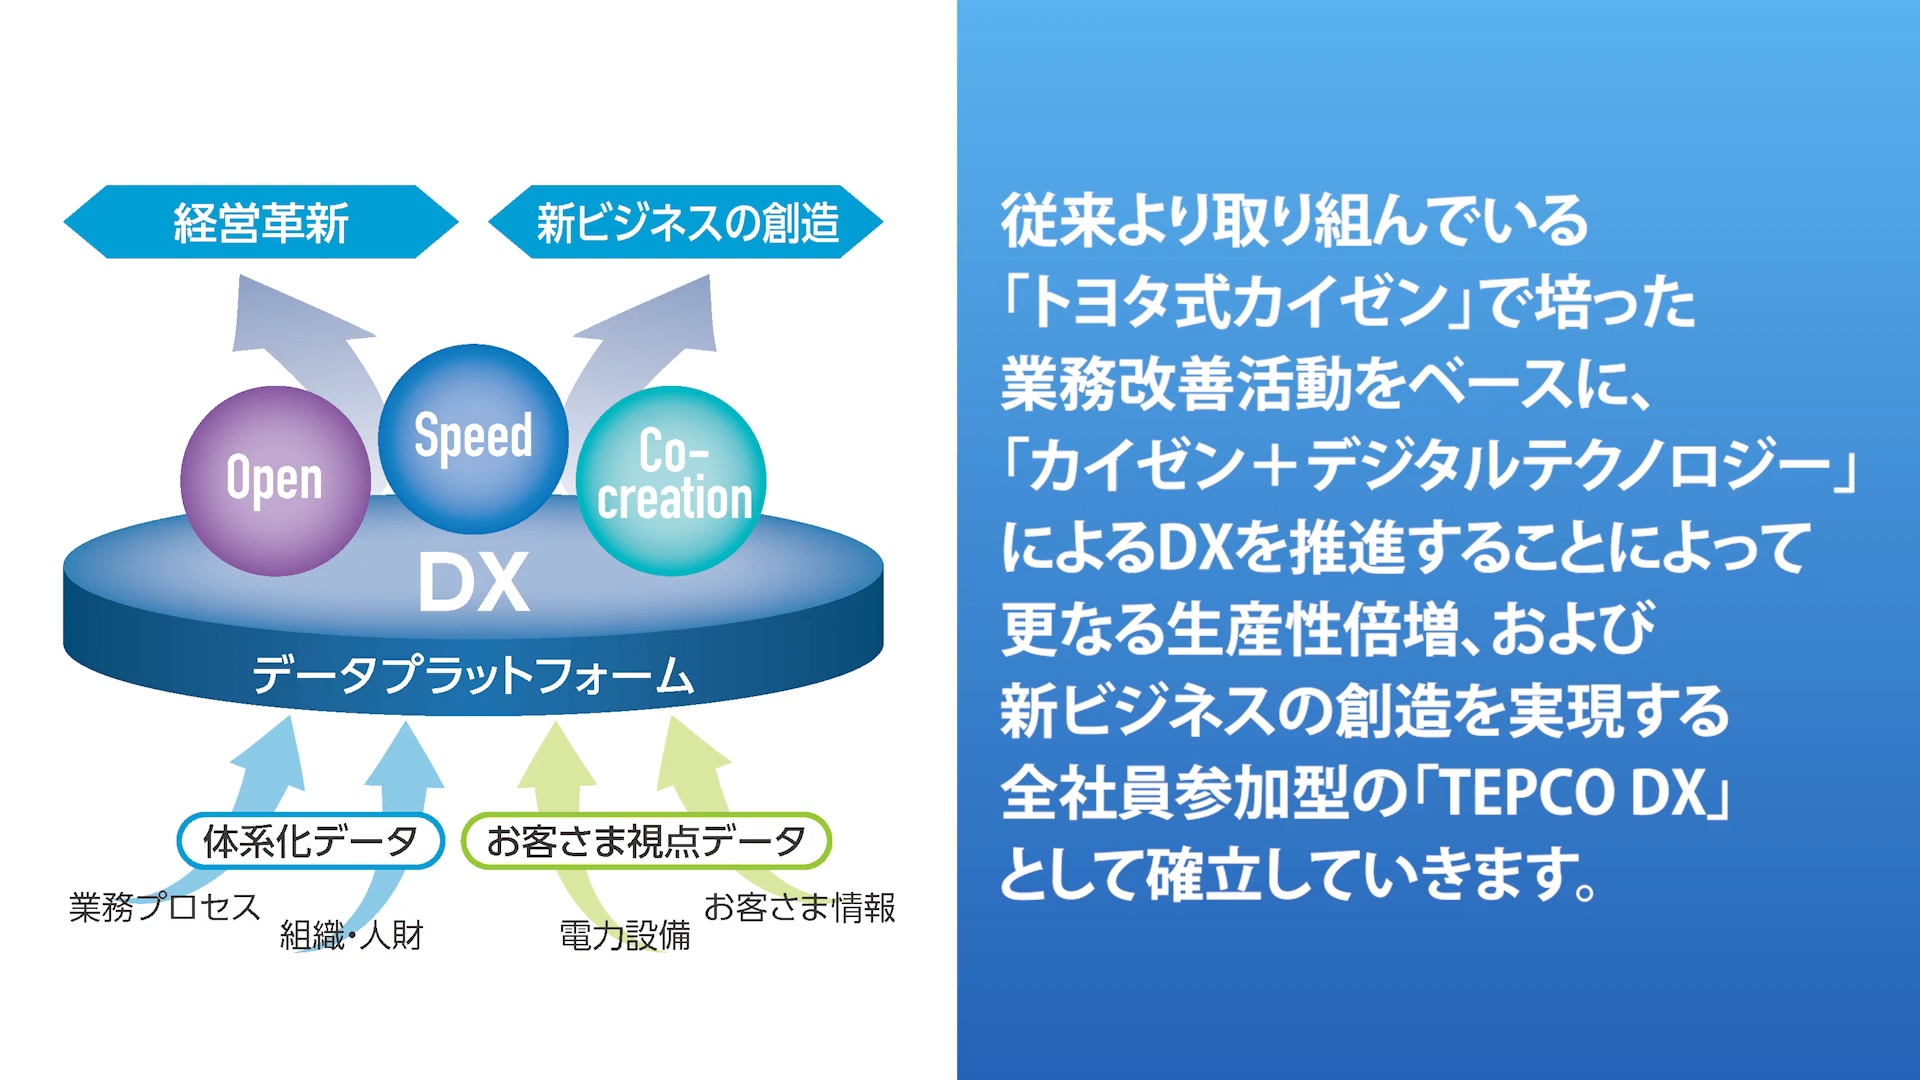 経営革新
新ビジネスの創造
Open
Speed
Co-
creation
DX
データプラットフォーム
体系化データ
お客さま視点データ
業務プロセス
組織・人財
電力設備
お客さま情報
従来より取り組んでいる
「トヨタ式カイゼン」で培った
業務改善活動をベースに、
「カイゼン＋デジタルテクノロジー」
によるDXを推進することによって
更なる生産性倍増、および
新ビジネスの創造を実現する
全社員参加型の「TEPCO DX」
として確立していきます。